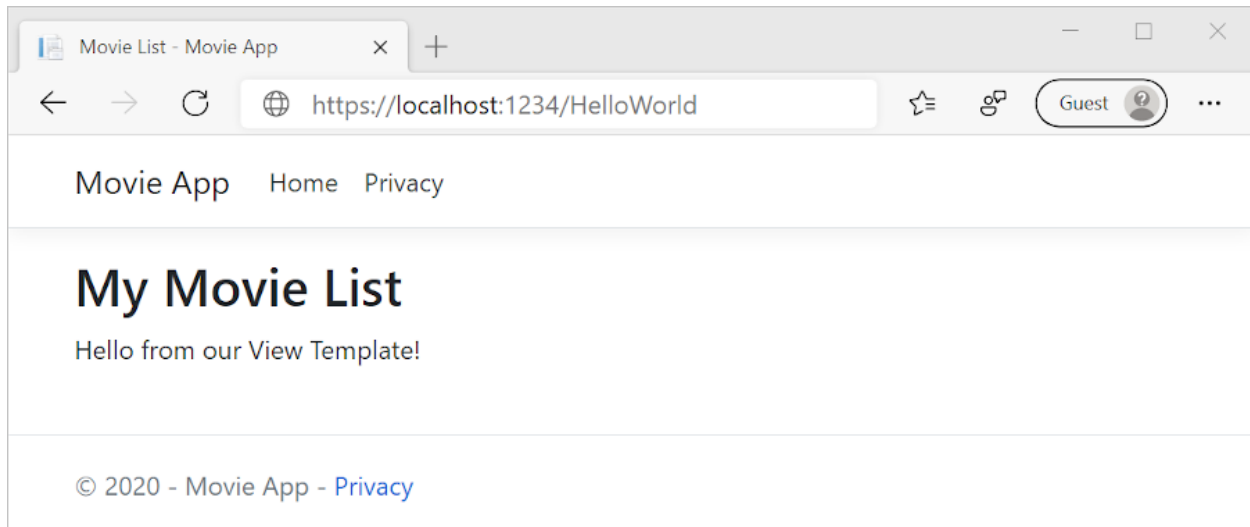 Movie List - Movie App
https://localhost:1234/HelloWorld
Guest
Movie App Home Privacy
My Movie List
Hello from our View Template!
© 2020 - Movie App - Privacy